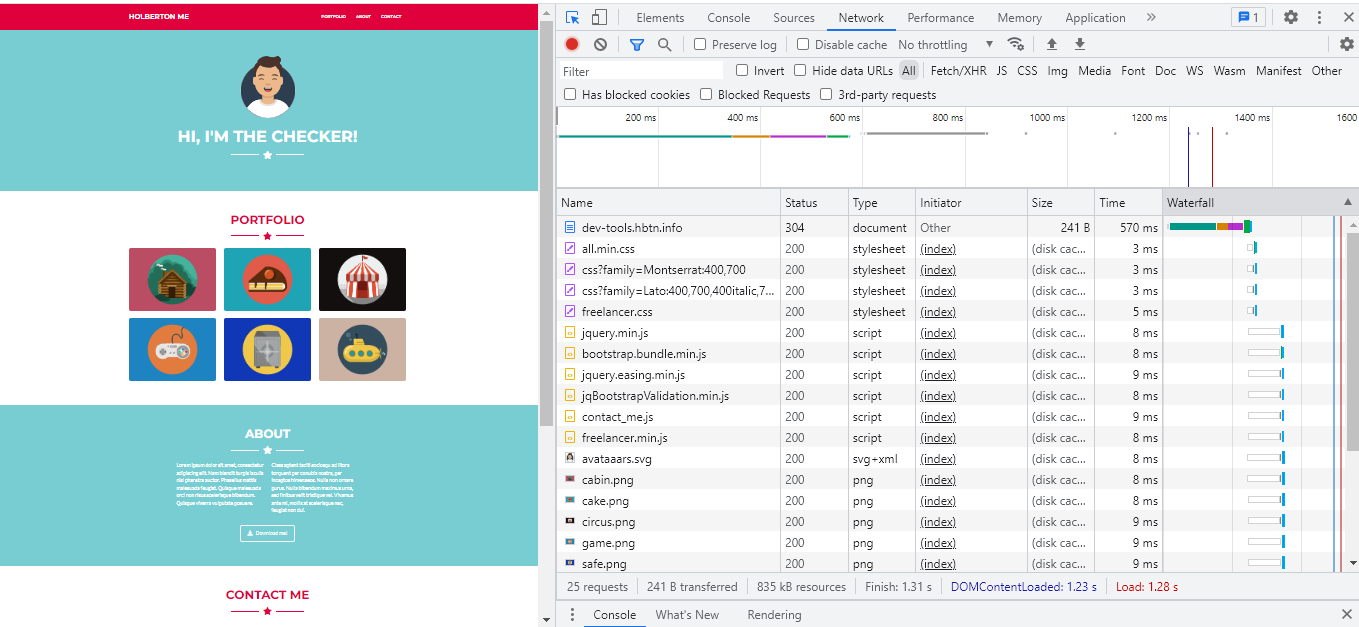 HOLBERTON ME
PORTFOLIO ABOUT CONTACT
HI, I'M THE CHECKER!
PORTFOLIO
ABOUT
Lorem ipsum dolor sit amet, consectetur
Download me!
CONTACT ME
Elements Console Sources Network Performance Memory Application » 1
Preserve log Disable cache No throttling
Filter Invert Hide data URLs All Fetch/XHR JS CSS Img Media Font Doc WS Wasm Manifest Other
Has blocked cookies Blocked Requests 3rd-party requests
200 ms 400 ms 600 ms 800 ms 1000 ms 1200 ms 1400 ms 1600
Name Status Type Initiator Size Time Waterfall
dev-tools.hbtn.info 304 document Other 241 B 570 ms
all.min.css 200 stylesheet (index) (disk cac... 3 ms
css?family=Montserrat:400,700 200 stylesheet (index) (disk cac... 3 ms
css?family=Lato:400,700,400italic,7... 200 stylesheet (index) (disk cac... 3 ms
freelancer.css 200 stylesheet (index) (disk cac... 5 ms
jquery.min.js 200 script (index) (disk cac... 8 ms
bootstrap.bundle.min.js 200 script (index) (disk cac... 8 ms
jquery.easing.min.js 200 script (index) (disk cac... 9 ms
jqBootstrapValidation.min.js 200 script (index) (disk cac... 8 ms
contact_me.js 200 script (index) (disk cac... 9 ms
freelancer.min.js 200 script (index) (disk cac... 8 ms
avataaars.svg 200 svg+xml (index) (disk cac... 8 ms
cabin.png 200 png (index) (disk cac... 8 ms
cake.png 200 png (index) (disk cac... 8 ms
circus.png 200 png (index) (disk cac... 9 ms
game.png 200 png (index) (disk cac... 9 ms
safe.png 200 png (index) (disk cac... 9 ms
25 requests 241 B transferred 835 kB resources Finish: 1.31 s DOMContentLoaded: 1.23 s Load: 1.28 s
Console What's New Rendering